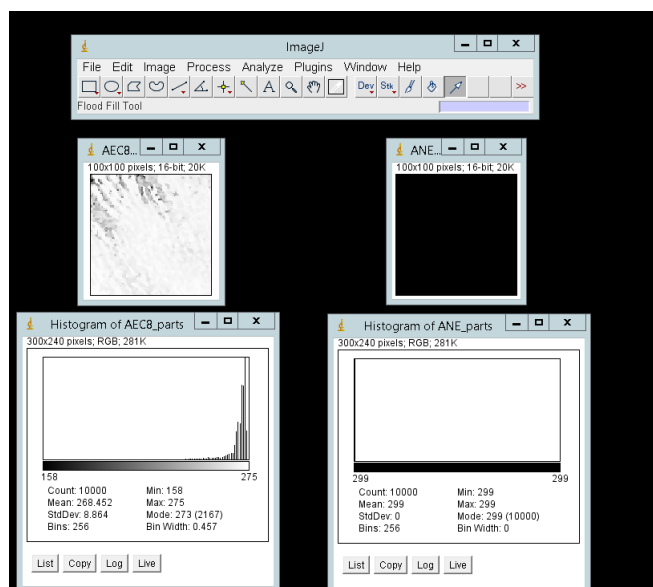 ImageJ
File Edit Image Process Analyze Plugins Window Help
A Dev Stk >>
Flood Fill Tool
AEC8...
100x100 pixels; 16-bit; 20K
ANE...
100x100 pixels; 16-bit; 20K
Histogram of AEC8_parts
300x240 pixels; RGB; 281K
158 275
Count: 10000 Min: 158
Mean: 268.452 Max: 275
StdDev: 8.864 Mode: 273 (2167)
Bins: 256 Bin Width: 0.457
List Copy Log Live
Histogram of ANE_parts
300x240 pixels; RGB; 281K
299 299
Count: 10000 Min: 299
Mean: 299 Max: 299
StdDev: 0 Mode: 299 (10000)
Bins: 256 Bin Width: 0
List Copy Log Live